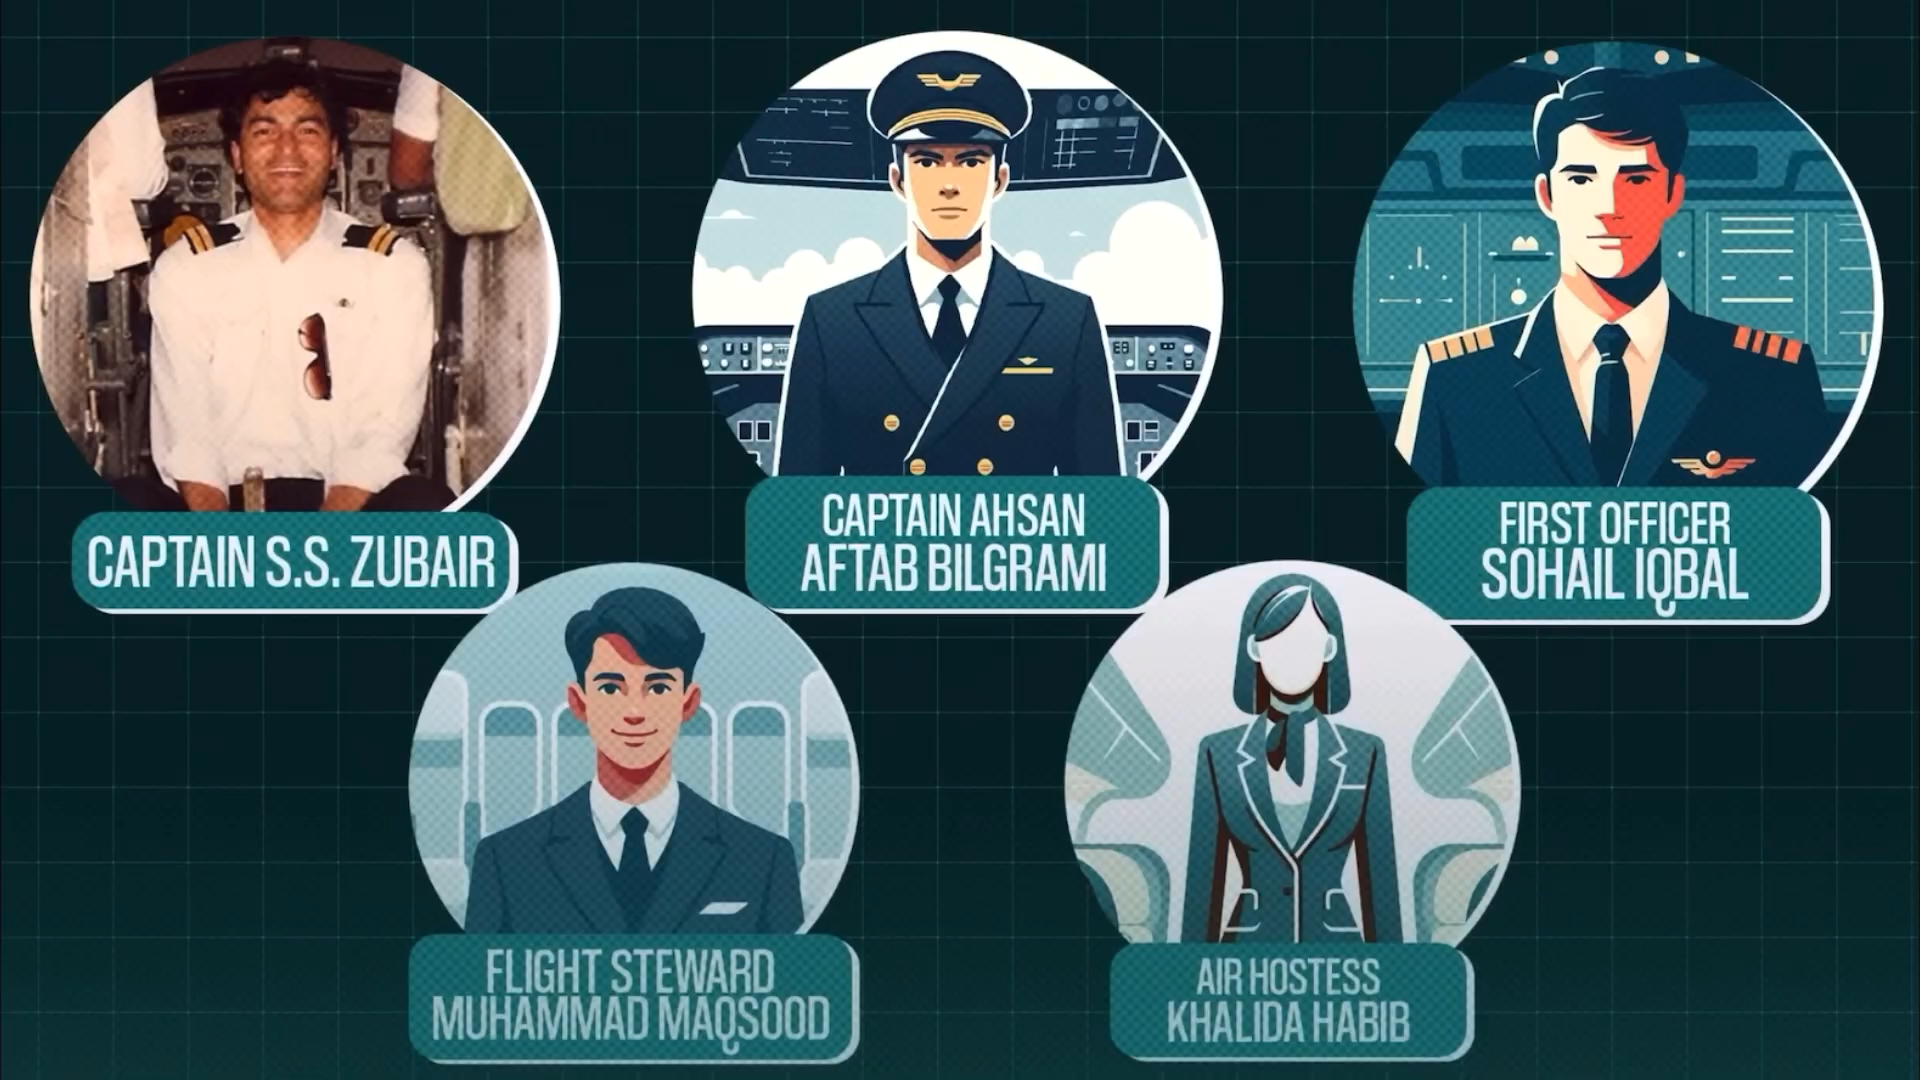 CAPTAIN S.S. ZUBAIR
CAPTAIN AHSAN
AFTAB BILGRAMI
FIRST OFFICER
SOHAIL IQBAL
FLIGHT STEWARD
MUHAMMAD MAQSOOD
AIR HOSTESS
KHALIDA HABIB